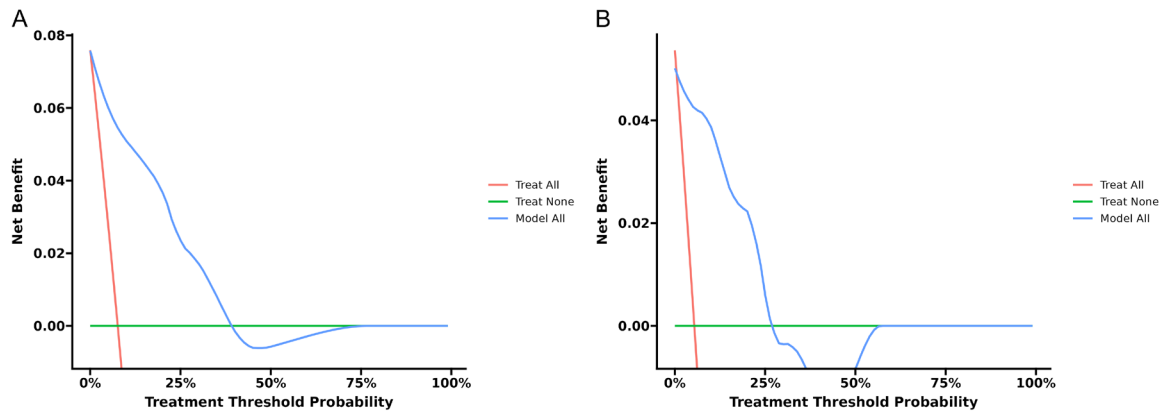 A
Net Benefit
0.08
0.06
0.04
0.02
0.00
0% 25% 50% 75% 100%
Treatment Threshold Probability
Treat All
Treat None
Model All
B
Net Benefit
0.04
0.02
0.00
0% 25% 50% 75% 100%
Treatment Threshold Probability
Treat All
Treat None
Model All